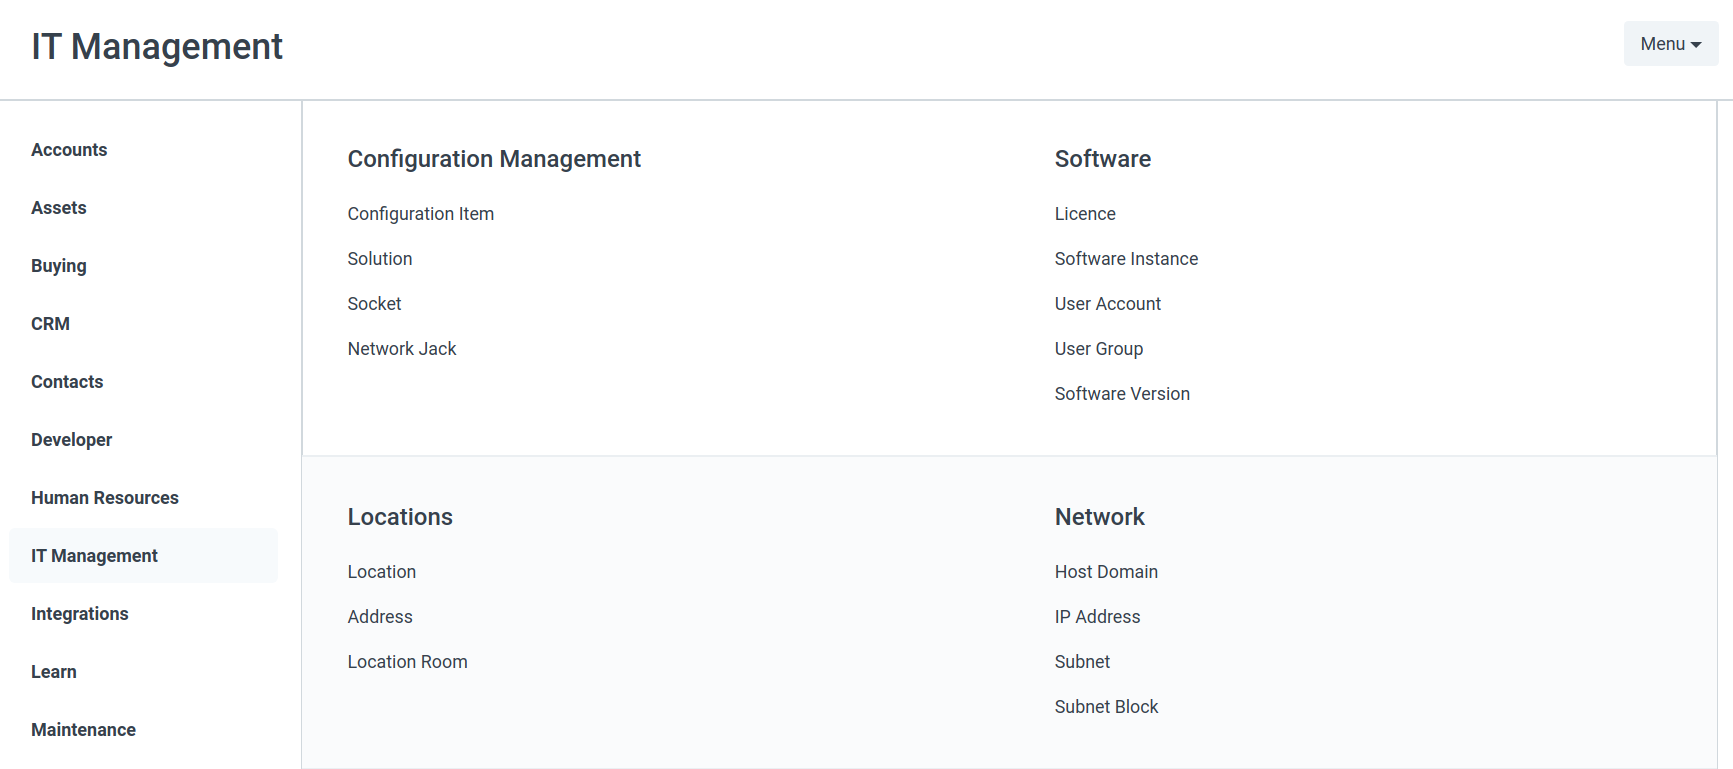 IT Management
Menu
Accounts
Assets
Buying
CRM
Contacts
Developer
Human Resources
IT Management
Integrations
Learn
Maintenance
Configuration Management
Configuration Item
Solution
Socket
Network Jack
Software
Licence
Software Instance
User Account
User Group
Software Version
Locations
Location
Address
Location Room
Network
Host Domain
IP Address
Subnet
Subnet Block